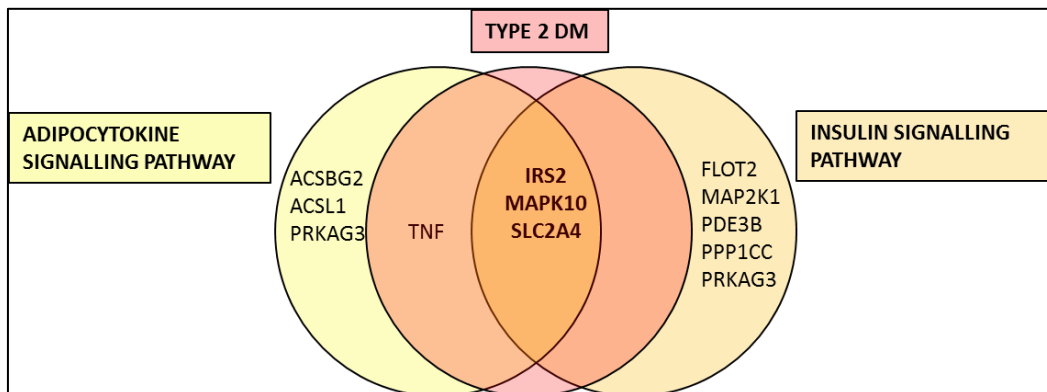 TYPE 2 DM
ADIPOCYTOKINE
SIGNALLING PATHWAY
INSULIN SIGNALLING
PATHWAY
ACSBG2
ACSL1
PRKAG3
TNF
IRS2
MAPK10
SLC2A4
FLOT2
MAP2K1
PDE3B
PPP1CC
PRKAG3